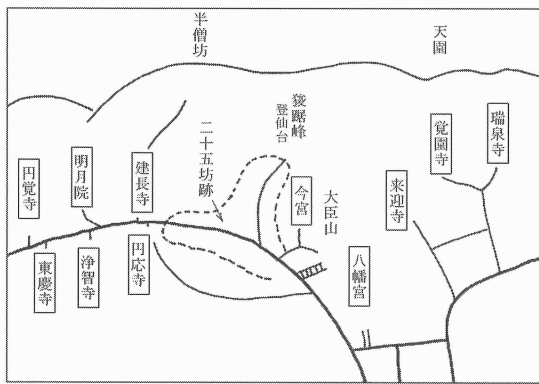 半僧坊
天園
猿踞峰
登仙台
二十五坊跡
瑞泉寺
覚園寺
大臣山
今宮
来迎寺
建長寺
明月院
円覚寺
八幡宮
円応寺
浄智寺
東慶寺